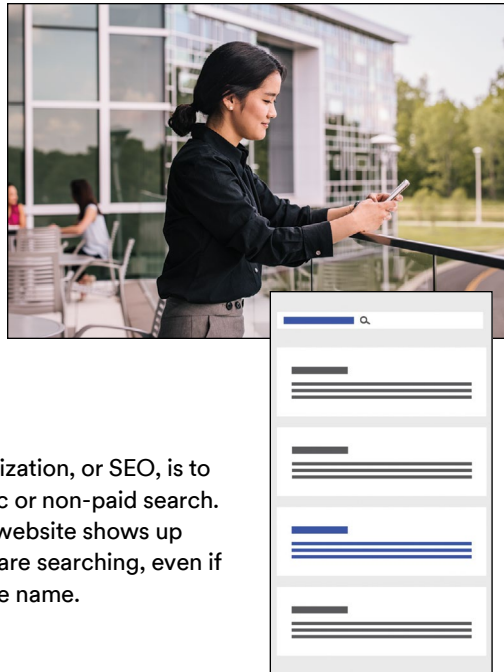 ization, or SEO, is to
c or non-paid search.
website shows up
are searching, even if
e name.